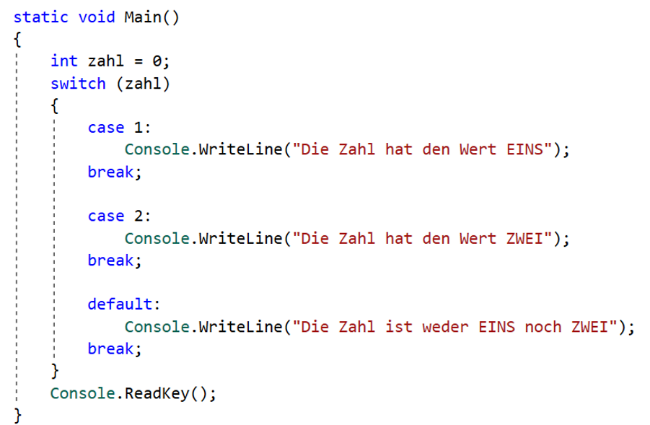 static void Main()
{
    int zahl = 0;
    switch (zahl)
    {
        case 1:
            Console.WriteLine("Die Zahl hat den Wert EINS");
        break;

        case 2:
            Console.WriteLine("Die Zahl hat den Wert ZWEI");
        break;

        default:
            Console.WriteLine("Die Zahl ist weder EINS noch ZWEI");
        break;
    }
    Console.ReadKey();
}